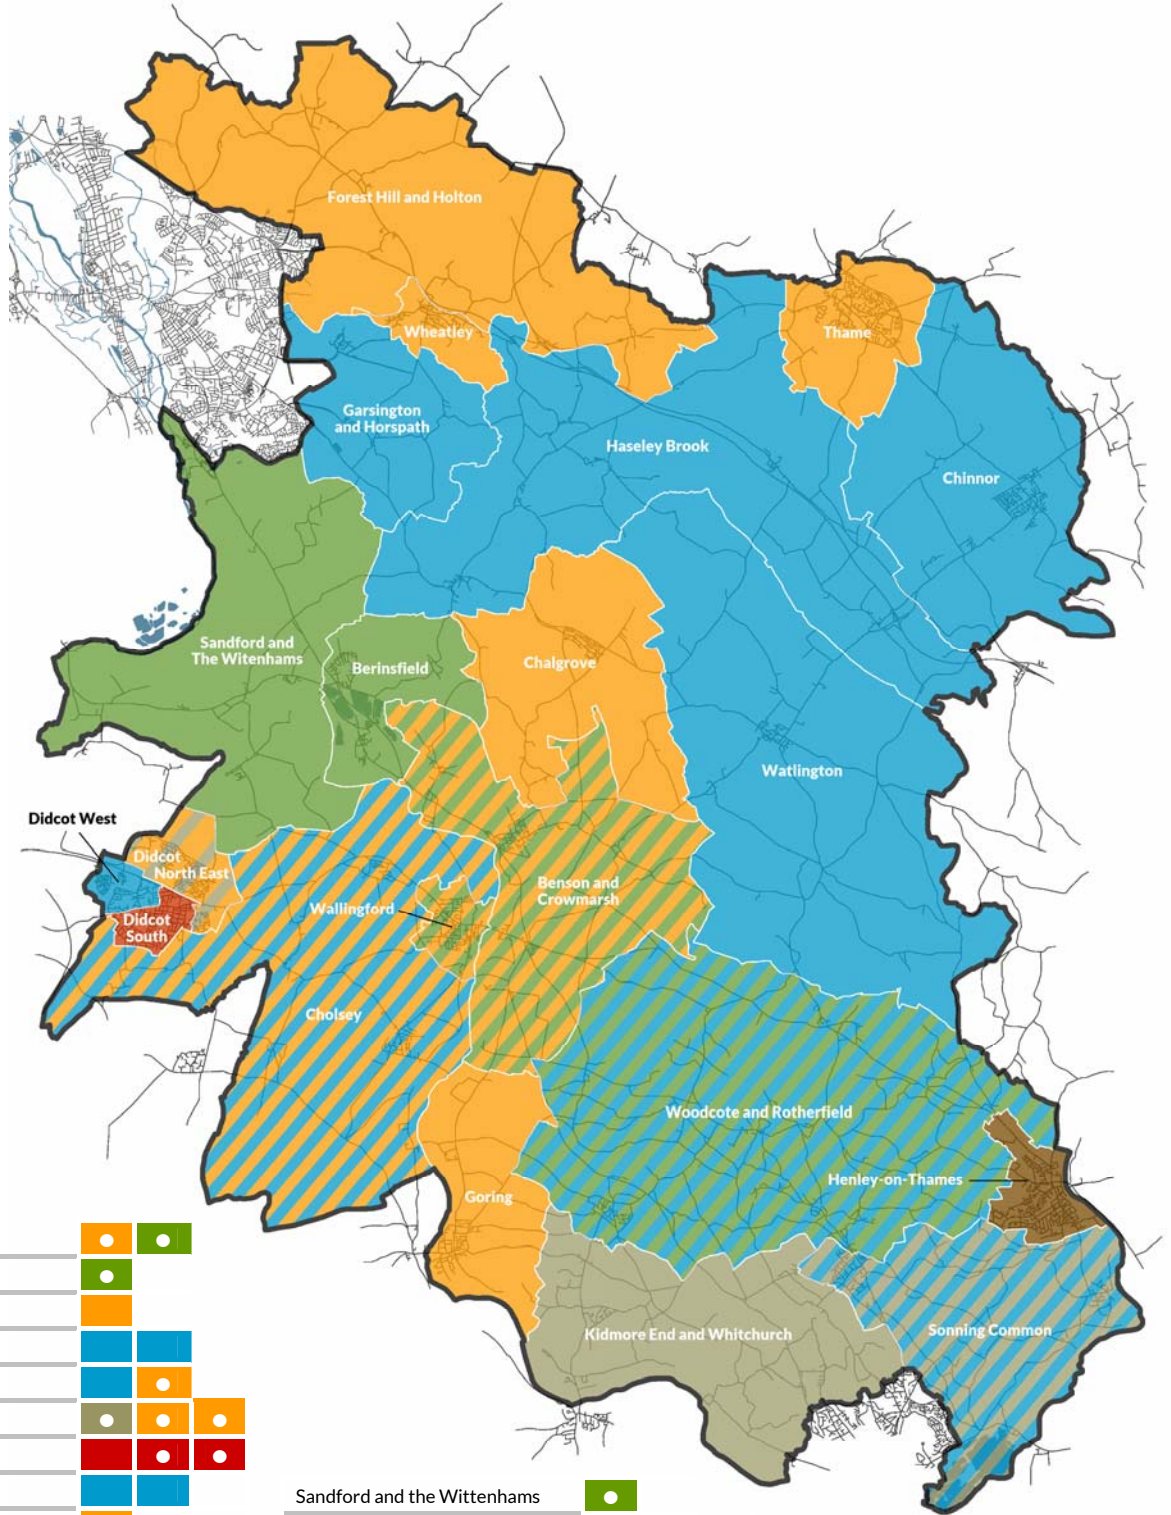 Forest Hill and Holton
Wheatley
Thame
Garsington
and Horspath
Haseley Brook
Chinnor
Sandford and
The Witenhams
Berinsfield
Chalgrove
Watlington
Didcot West
Didcot
North East
Didcot
South
Wallingford
Benson and
Crowmarsh
Cholsey
Woodcote and Rotherfield
Henley-on-Thames
Goring
Kidmore End and Whitchurch
Sonning Common
Sandford and the Wittenhams